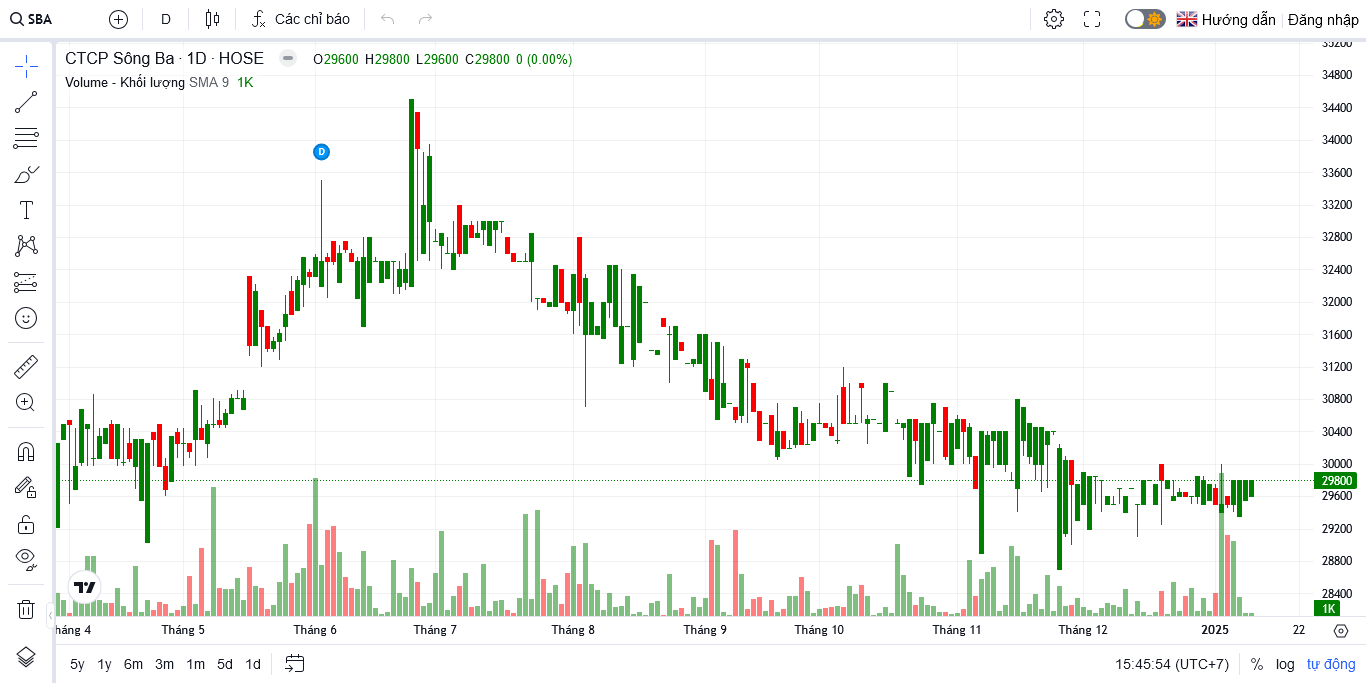 SBA D Các chỉ báo Hướng dẫn Đăng nhập
CTCP Sông Ba · 1D · HOSE O29600 H29800 L29600 C29800 0 (0.00%)
Volume - Khối lượng SMA 9 1K
D
35200
34800
34400
34000
33600
33200
32800
32400
32000
31600
31200
30800
30400
30000
29800
29600
29200
28800
28400
1K
háng 4 Tháng 5 Tháng 6 Tháng 7 Tháng 8 Tháng 9 Tháng 10 Tháng 11 Tháng 12 2025 22
5y 1y 6m 3m 1m 5d 1d 15:45:54 (UTC+7) % log tự động